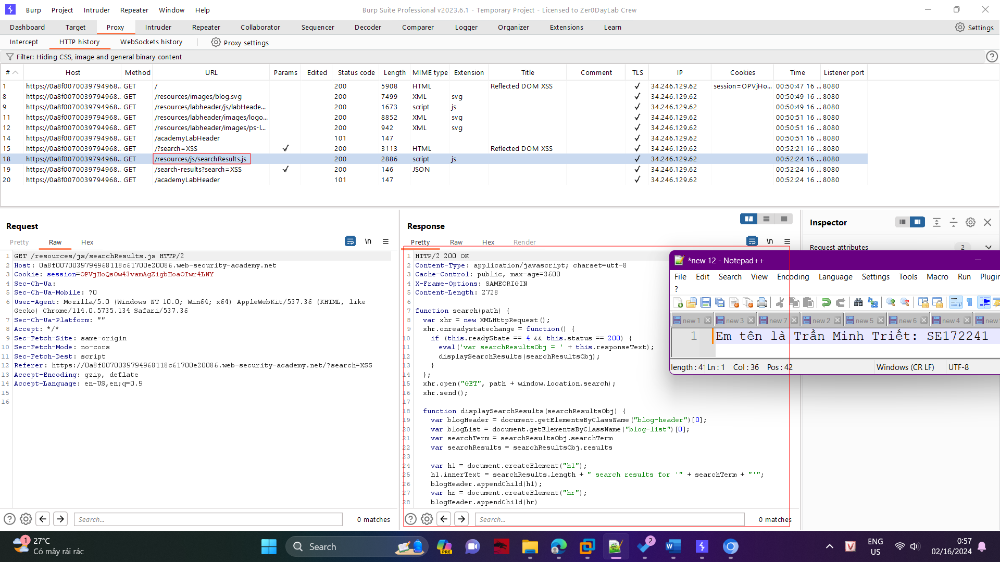 Burp Project Intruder Repeater Window Help
Burp Suite Professional v2023.6.1 - Temporary Project - Licensed to Zer0DayLab Crew
Dashboard Target Proxy Intruder Repeater Collaborator Sequencer Decoder Comparer Logger Organizer Extensions Learn Settings
Intercept HTTP history WebSockets history Proxy settings
Filter: Hiding CSS, image and general binary content
# Host Method URL Params Edited Status code Length MIME type Extension Title Comment TLS IP Cookies Time Listener port
1 https://0a8f0070039794968... GET / 200 5908 HTML Reflected DOM XSS ✓ 34.246.129.62 session=OPVjHo... 00:50:47 16 ... 8080
8 https://0a8f0070039794968... GET /resources/images/blog.svg 200 7499 XML svg ✓ 34.246.129.62 00:50:49 16 ... 8080
9 https://0a8f0070039794968... GET /resources/labheader/js/labHeade... 200 1673 script js ✓ 34.246.129.62 00:50:49 16 ... 8080
11 https://0a8f0070039794968... GET /resources/labheader/images/logo... 200 8852 XML svg ✓ 34.246.129.62 00:50:51 16 ... 8080
12 https://0a8f0070039794968... GET /resources/labheader/images/ps-l... 200 942 XML svg ✓ 34.246.129.62 00:50:51 16 ... 8080
14 https://0a8f0070039794968... GET /academyLabHeader 101 147 ✓ 34.246.129.62 00:50:51 16 ... 8080
15 https://0a8f0070039794968... GET /?search=XSS ✓ 200 3113 HTML Reflected DOM XSS ✓ 34.246.129.62 00:52:21 16 ... 8080
18 https://0a8f0070039794968... GET /resources/js/searchResults.js 200 2886 script js ✓ 34.246.129.62 00:52:24 16 ... 8080
19 https://0a8f0070039794968... GET /search-results?search=XSS ✓ 200 146 JSON ✓ 34.246.129.62 00:52:24 16 ... 8080
20 https://0a8f0070039794968... GET /academyLabHeader 101 147 ✓ 34.246.129.62 00:52:24 16 ... 8080
Request
Pretty Raw Hex \n
1 GET /resources/js/searchResults.js HTTP/2
2 Host: 0a8f0070039794968118c61700e20086.web-security-academy.net
3 Cookie: session=OPVjHoQsOw43vamAgZigbHoaOIwr4LNY
4 Sec-Ch-Ua:
5 Sec-Ch-Ua-Mobile: ?0
6 User-Agent: Mozilla/5.0 (Windows NT 10.0; Win64; x64) AppleWebKit/537.36 (KHTML, like
Gecko) Chrome/114.0.5735.134 Safari/537.36
7 Sec-Ch-Ua-Platform: ""
8 Accept: */*
9 Sec-Fetch-Site: same-origin
10 Sec-Fetch-Mode: no-cors
11 Sec-Fetch-Dest: script
12 Referer: https://0a8f0070039794968118c61700e20086.web-security-academy.net/?search=XSS
13 Accept-Encoding: gzip, deflate
14 Accept-Language: en-US,en;q=0.9
15
16
Search... 0 matches
Response
Pretty Raw Hex Render \n
1 HTTP/2 200 OK
2 Content-Type: application/javascript; charset=utf-8
3 Cache-Control: public, max-age=3600
4 X-Frame-Options: SAMEORIGIN
5 Content-Length: 2728
6
7 function search(path) {
8 var xhr = new XMLHttpRequest();
9 xhr.onreadystatechange = function() {
10 if (this.readyState == 4 && this.status == 200) {
11 eval('var searchResultsObj = ' + this.responseText);
12 displaySearchResults(searchResultsObj);
13 }
14 };
15 xhr.open("GET", path + window.location.search);
16 xhr.send();
17
18 function displaySearchResults(searchResultsObj) {
19 var blogHeader = document.getElementsByClassName("blog-header")[0];
20 var blogList = document.getElementsByClassName("blog-list")[0];
21 var searchTerm = searchResultsObj.searchTerm
22 var searchResults = searchResultsObj.results
23
24 var h1 = document.createElement("h1");
25 h1.innerText = searchResults.length + " search results for '" + searchTerm + "'";
26 blogHeader.appendChild(h1);
27 var hr = document.createElement("hr");
28 blogHeader.appendChild(hr)
Search... 0 matches
Inspector
Request attributes 2
*new 12 - Notepad++
File Edit Search View Encoding Language Settings Tools Macro Run Plugin
?
new 1 new 3 new 7 new 2 new 5 new 6 new 4 new
1 Em tên là Trần Minh Triết: SE172241
length : 41 Ln : 1 Col : 36 Pos : 42 Windows (CR LF) UTF-8
1 27°C
Có mây rải rác
Search
PRE
2
ENG
US
0:57
02/16/2024